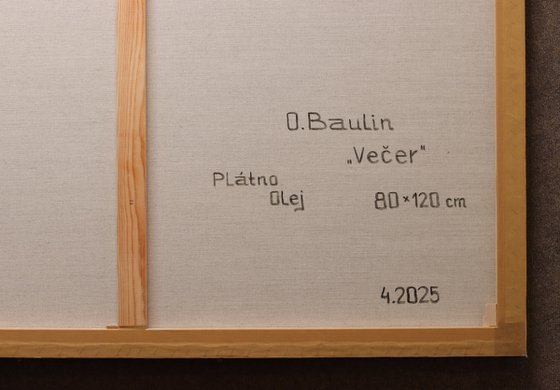 O.Baulin
„Večer"
Plátno
Olej
80×120 cm
4.2025